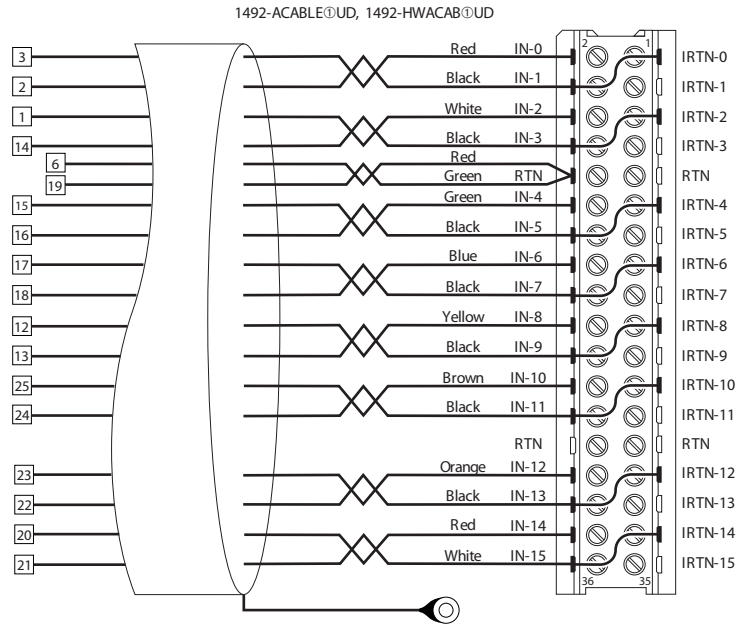 1492-ACABLE①UD, 1492-HWACAB①UD
2 1
3 Red IN-0 IRTN-0
2 Black IN-1 IRTN-1
1 White IN-2 IRTN-2
14 Black IN-3 IRTN-3
6 Red
19 Green RTN RTN
15 Green IN-4 IRTN-4
16 Black IN-5 IRTN-5
17 Blue IN-6 IRTN-6
18 Black IN-7 IRTN-7
12 Yellow IN-8 IRTN-8
13 Black IN-9 IRTN-9
25 Brown IN-10 IRTN-10
24 Black IN-11 IRTN-11
RTN RTN
23 Orange IN-12 IRTN-12
22 Black IN-13 IRTN-13
20 Red IN-14 IRTN-14
21 White IN-15 IRTN-15
36 35